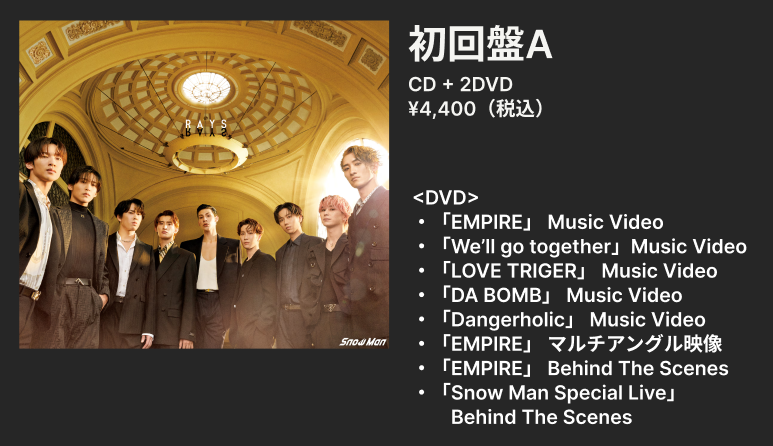 初回盤A
CD + 2DVD
¥4,400（税込）
RAYS
RAYS
Snow Man
<DVD>
・「EMPIRE」 Music Video
・「We'll go together」Music Video
・「LOVE TRIGER」 Music Video
・「DA BOMB」 Music Video
・「Dangerholic」 Music Video
・「EMPIRE」 マルチアングル映像
・「EMPIRE」 Behind The Scenes
・「Snow Man Special Live」
Behind The Scenes